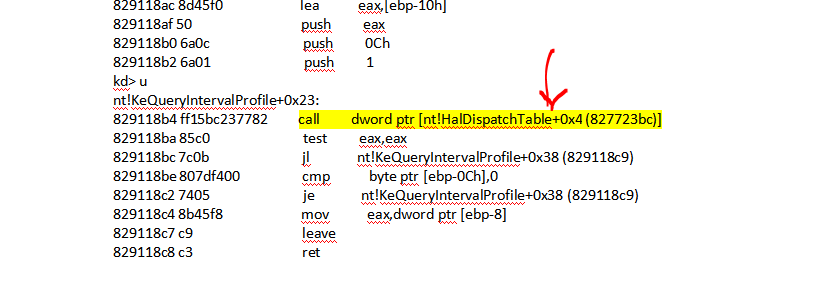 829118ac 8d45f0 lea eax,[ebp-10h]
829118af 50 push eax
829118b0 6a0c push 0Ch
829118b2 6a01 push 1
kd> u
nt!KeQueryIntervalProfile+0x23:
829118b4 ff15bc237782 call dword ptr [nt!HalDispatchTable+0x4 (827723bc)]
829118ba 85c0 test eax,eax
829118bc 7c0b jl nt!KeQueryIntervalProfile+0x38 (829118c9)
829118be 807df400 cmp byte ptr [ebp-0Ch],0
829118c2 7405 je nt!KeQueryIntervalProfile+0x38 (829118c9)
829118c4 8b45f8 mov eax,dword ptr [ebp-8]
829118c7 c9 leave
829118c8 c3 ret